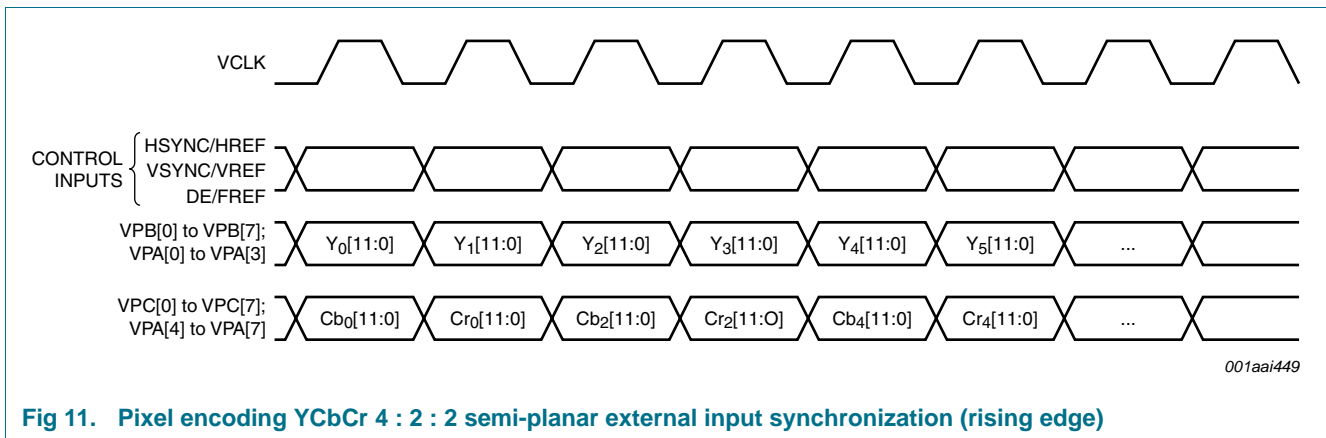 VCLK
CONTROL
INPUTS
HSYNC/HREF
VSYNC/VREF
DE/FREF
VPB[0] to VPB[7];
VPA[0] to VPA[3]
Y0[11:0] Y1[11:0] Y2[11:0] Y3[11:0] Y4[11:0] Y5[11:0] ...
VPC[0] to VPC[7];
VPA[4] to VPA[7]
Cb0[11:0] Cr0[11:0] Cb2[11:0] Cr2[11:O] Cb4[11:0] Cr4[11:0] ...
001aai449
Fig 11. Pixel encoding YCbCr 4 : 2 : 2 semi-planar external input synchronization (rising edge)